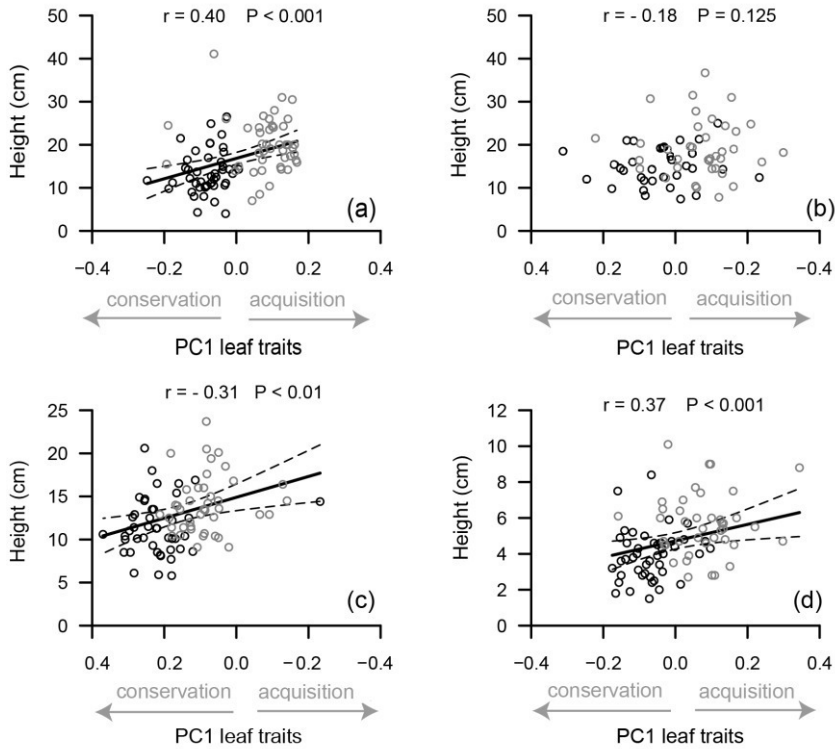 r = 0.40 P < 0.001
Height (cm)
50
40
30
20
10
0
(a)
−0.4 −0.2 0.0 0.2 0.4
conservation acquisition
PC1 leaf traits
r = - 0.18 P = 0.125
Height (cm)
50
40
30
20
10
0
(b)
0.4 0.2 0.0 −0.2 −0.4
conservation acquisition
PC1 leaf traits
r = - 0.31 P < 0.01
Height (cm)
25
20
15
10
5
0
(c)
0.4 0.2 0.0 −0.2 −0.4
conservation acquisition
PC1 leaf traits
r = 0.37 P < 0.001
Height (cm)
12
10
8
6
4
2
0
(d)
−0.4 −0.2 0.0 0.2 0.4
conservation acquisition
PC1 leaf traits